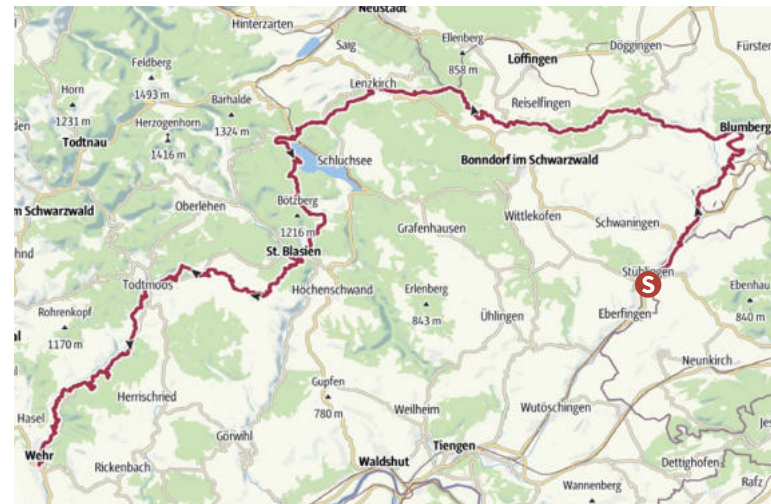 Neustadt
Hinterzarten
Ellenberg
858 m
Löffingen
Döggingen
Fürsten
Saig
Feldberg
1493 m
Horn
1231 m
Barhalde
1324 m
Lenzkirch
Reiselfingen
Herzogenhorn
1416 m
Todtnau
Blumberg
Schluchsee
Bonndorf im Schwarzwald
Bötzberg
1216 m
m Schwarzwald
Oberlehen
Wittlekofen
Grafenhausen
Schwaningen
St. Blasien
Stühlingen
S
Todtmoos
Höchenschwand
Erlenberg
843 m
Ebenhau
840 m
Eberfingen
Rohrenkopf
1170 m
Ühlingen
Neunkirch
Herrischried
Gupfen
780 m
Weilheim
Wutöschingen
Hasel
Görwihl
Wehr
Rickenbach
Waldshut
Tiengen
Dettighofen
Jes
Wannenberg
Rafz